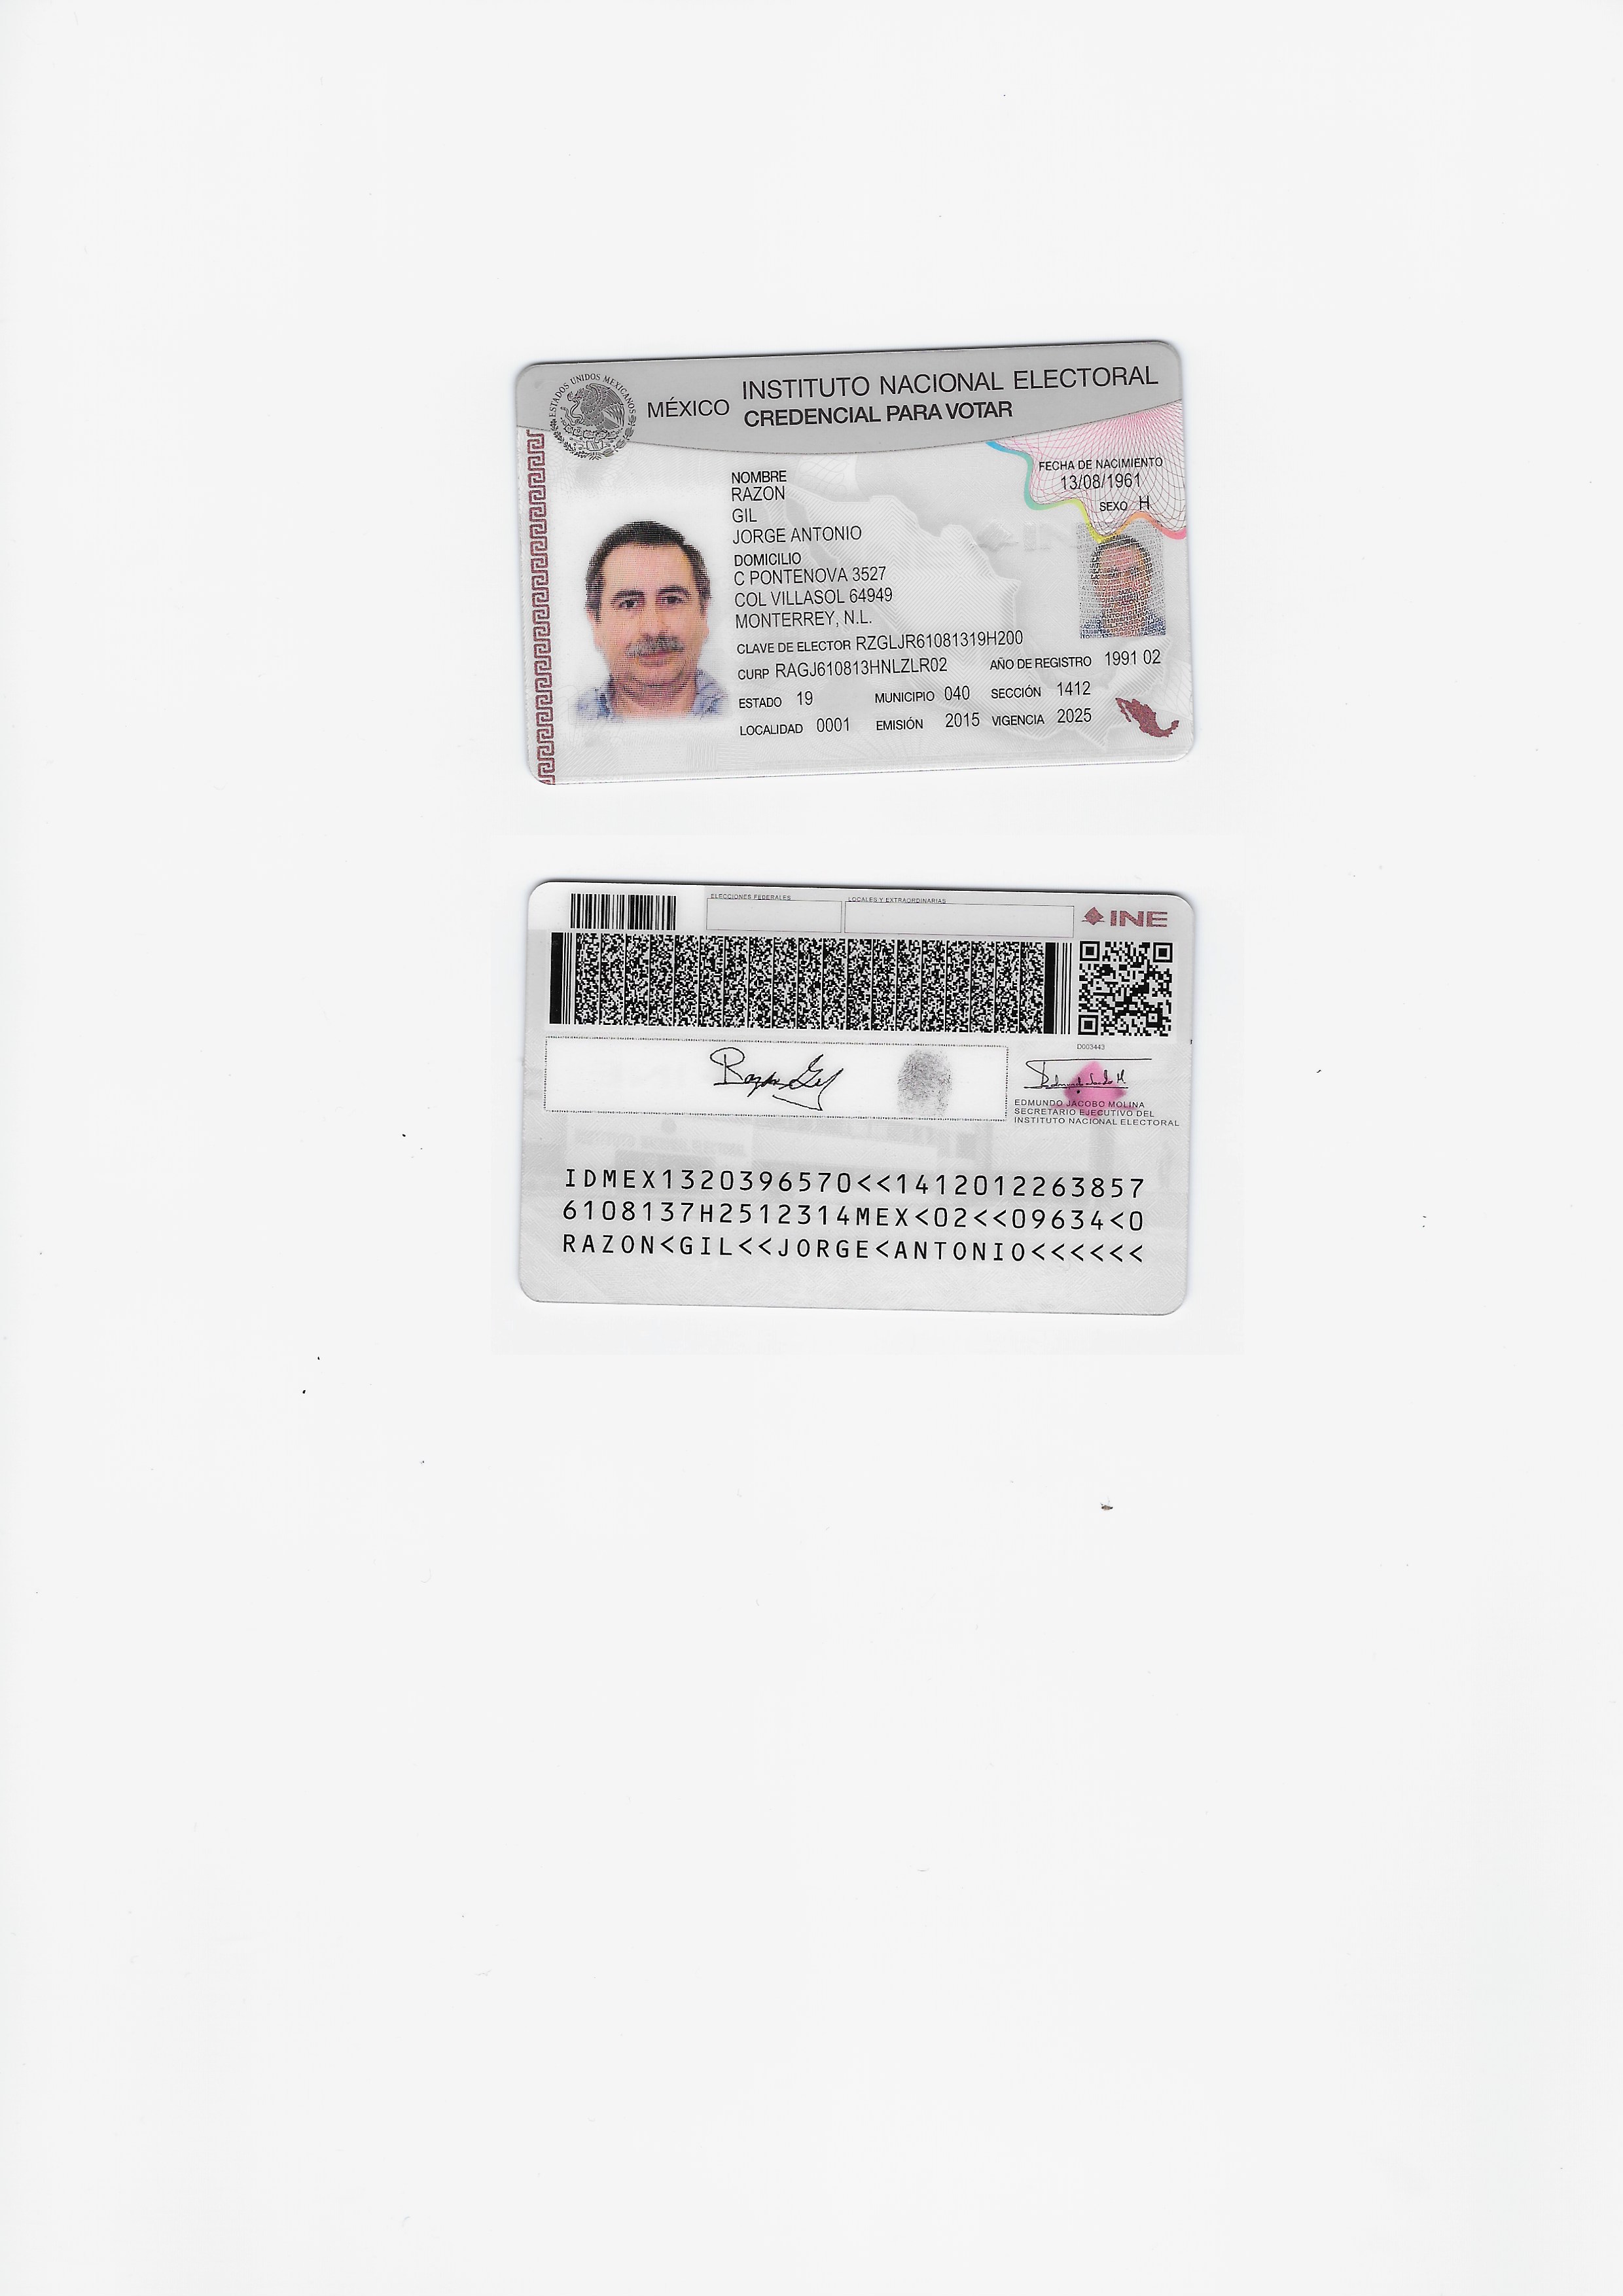 ESTADOS UNIDOS MEXICANOS
MÉXICO
INSTITUTO NACIONAL ELECTORAL
CREDENCIAL PARA VOTAR
FECHA DE NACIMIENTO
13/08/1961
SEXO H
NOMBRE
RAZON
GIL
JORGE ANTONIO
DOMICILIO
C PONTENOVA 3527
COL VILLASOL 64949
MONTERREY, N.L.
CLAVE DE ELECTOR RZGLJR61081319H200
CURP RAGJ610813HNLZLR02 AÑO DE REGISTRO 1991 02
ESTADO 19 MUNICIPIO 040 SECCIÓN 1412
LOCALIDAD 0001 EMISIÓN 2015 VIGENCIA 2025
ELECCIONES FEDERALES LOCALES Y EXTRAORDINARIAS
INE
D003443
EDMUNDO JACOBO MOLINA
SECRETARIO EJECUTIVO DEL
INSTITUTO NACIONAL ELECTORAL
IDMEX1320396570<<1412012263857
6108137H2512314MEX<02<<09634<0
RAZON<GIL<<JORGE<ANTONIO<<<<<<